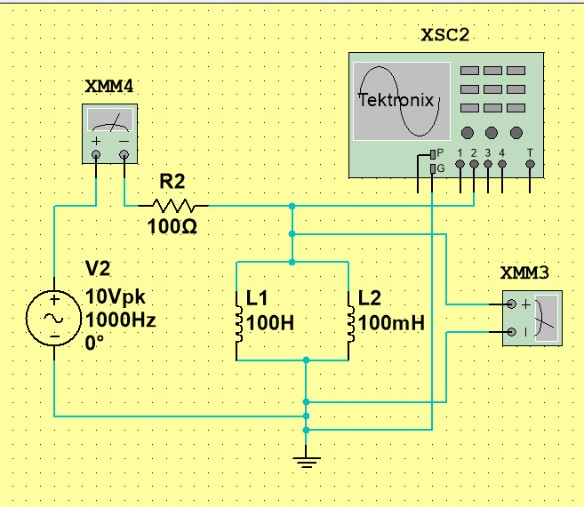 XSC2
XMM4
Tektronix
P
G
1 2 3 4 T
+ −
R2
100Ω
V2
10Vpk
1000Hz
0°
+
−
L1
100H
L2
100mH
XMM3
+
−